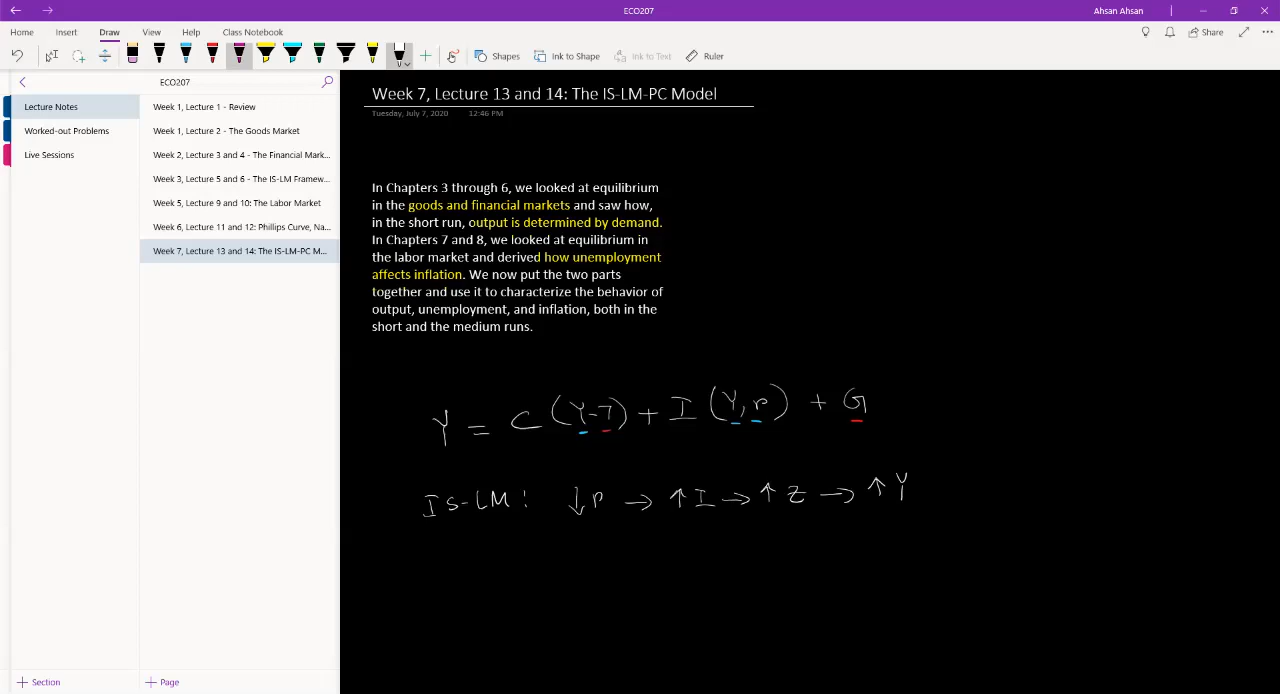 ECO207
Ahsan Ahsan
Home Insert Draw View Help Class Notebook
Share
Shapes Ink to Shape Ink to Text Ruler
ECO207
Lecture Notes
Worked-out Problems
Live Sessions
Week 1, Lecture 1 - Review
Week 1, Lecture 2 - The Goods Market
Week 2, Lecture 3 and 4 - The Financial Mark...
Week 3, Lecture 5 and 6 - The IS-LM Framew...
Week 5, Lecture 9 and 10: The Labor Market
Week 6, Lecture 11 and 12: Phillips Curve, Na...
Week 7, Lecture 13 and 14: The IS-LM-PC M...
Week 7, Lecture 13 and 14: The IS-LM-PC Model
Tuesday, July 7, 2020 12:46 PM
In Chapters 3 through 6, we looked at equilibrium
in the goods and financial markets and saw how,
in the short run, output is determined by demand.
In Chapters 7 and 8, we looked at equilibrium in
the labor market and derived how unemployment
affects inflation. We now put the two parts
together and use it to characterize the behavior of
output, unemployment, and inflation, both in the
short and the medium runs.
Y = C (Y-T) + I (Y, r) + G
IS-LM: ↓ r → ↑ I → ↑ Z → ↑ Y
+ Section
+ Page